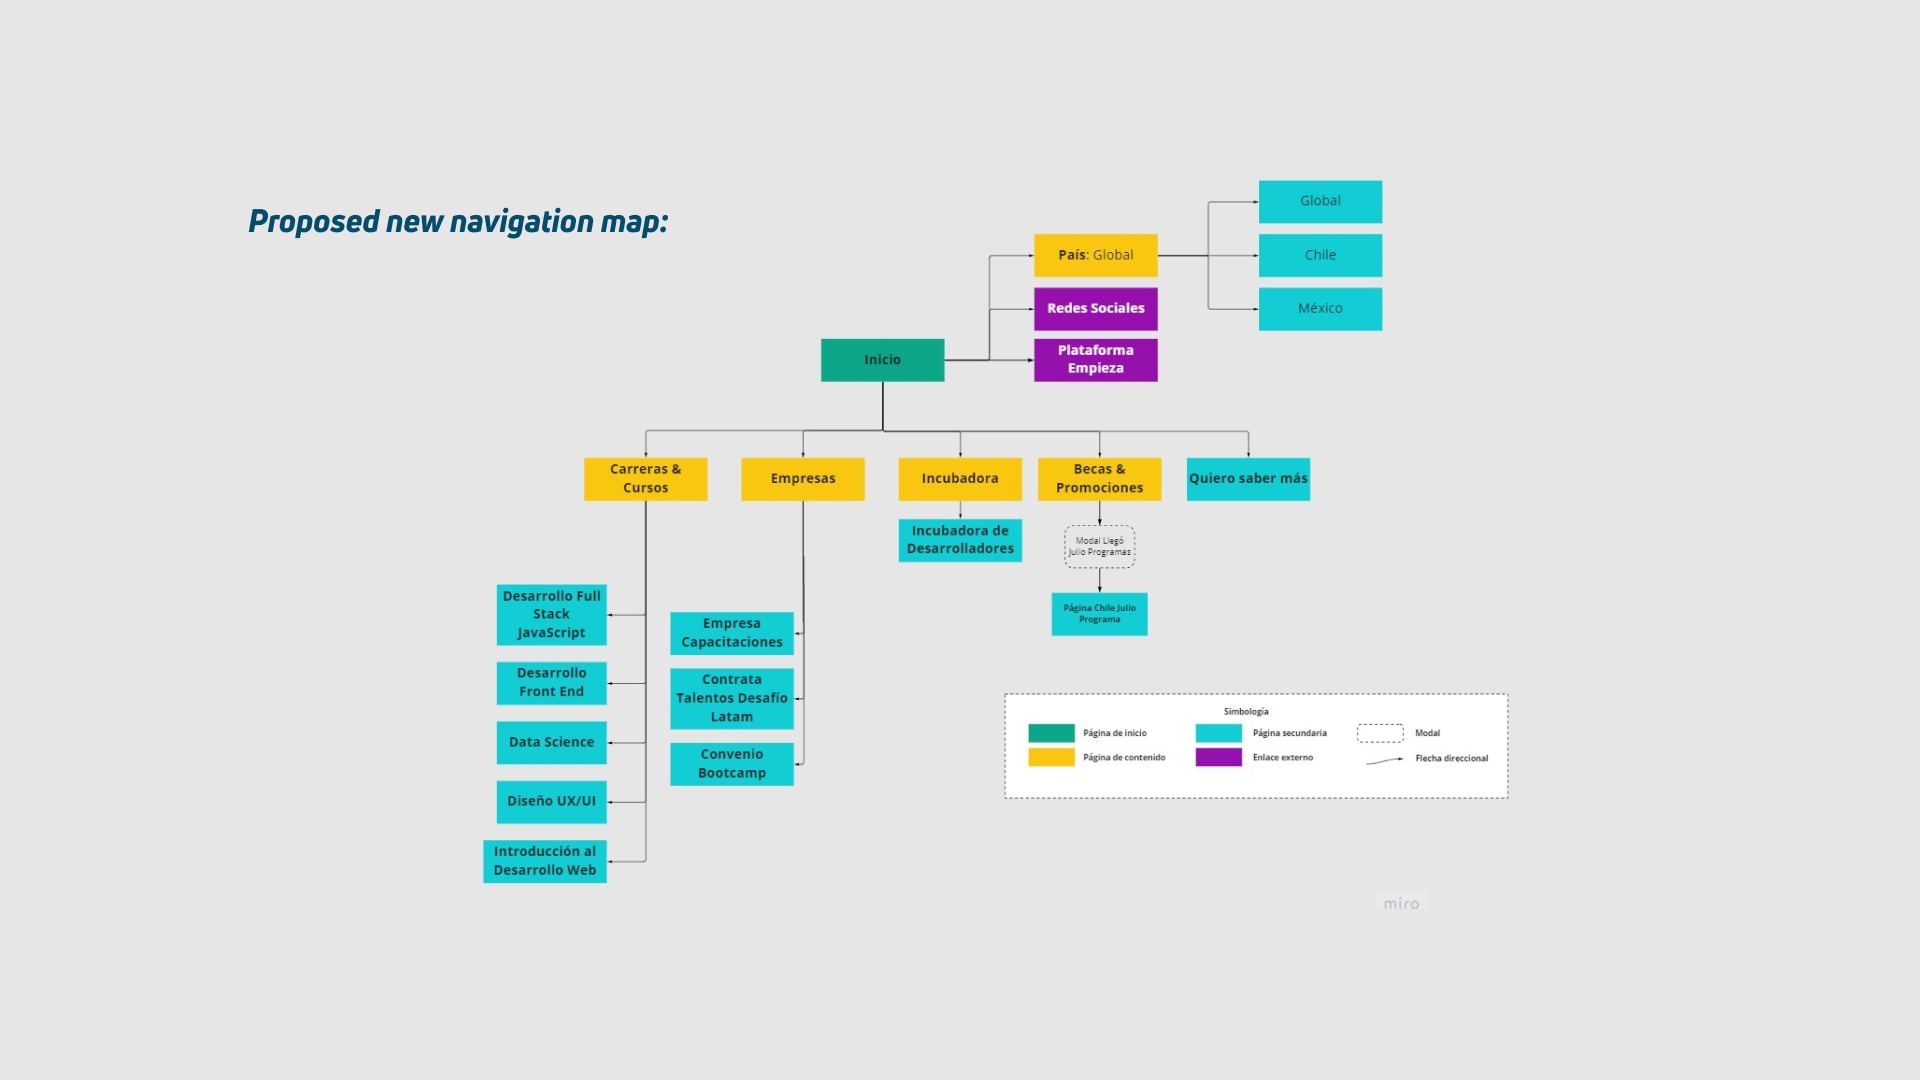 Proposed new navigation map:
Global
País: Global
Chile
Redes Sociales
México
Inicio
Plataforma
Empieza
Carreras &
Cursos
Empresas
Incubadora
Becas &
Promociones
Quiero saber más
Incubadora de
Desarrolladores
Modal Llegó
Julio Programas
Página Chile Julio
Programa
Desarrollo Full
Stack
JavaScript
Desarrollo
Front End
Data Science
Diseño UX/UI
Introducción al
Desarrollo Web
Empresa
Capacitaciones
Contrata
Talentos Desafío
Latam
Convenio
Bootcamp
Simbología
Página de inicio
Página secundaria
Modal
Página de contenido
Enlace externo
Flecha direccional
miro